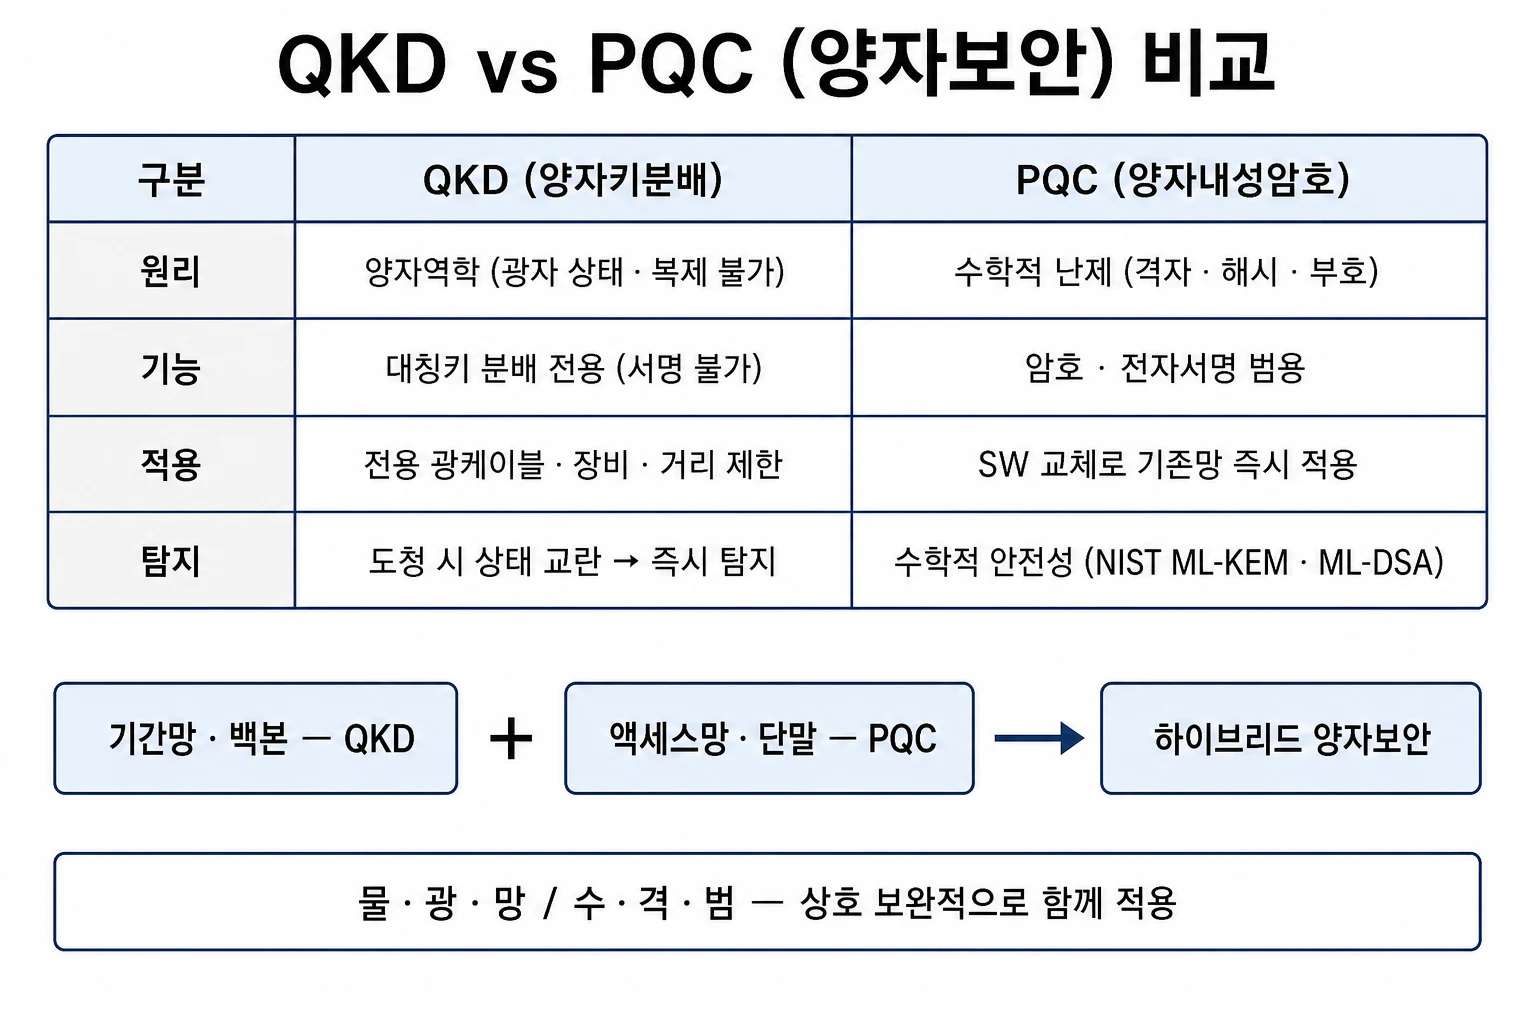 QKD vs PQC (양자보안) 비교
구분 QKD (양자키분배) PQC (양자내성암호)
원리 양자역학 (광자 상태 · 복제 불가) 수학적 난제 (격자 · 해시 · 부호)
기능 대칭키 분배 전용 (서명 불가) 암호 · 전자서명 범용
적용 전용 광케이블 · 장비 · 거리 제한 SW 교체로 기존망 즉시 적용
탐지 도청 시 상태 교란 → 즉시 탐지 수학적 안전성 (NIST ML-KEM · ML-DSA)
기간망 · 백본 — QKD + 액세스망 · 단말 — PQC → 하이브리드 양자보안
물 · 광 · 망 / 수 · 격 · 범 — 상호 보완적으로 함께 적용